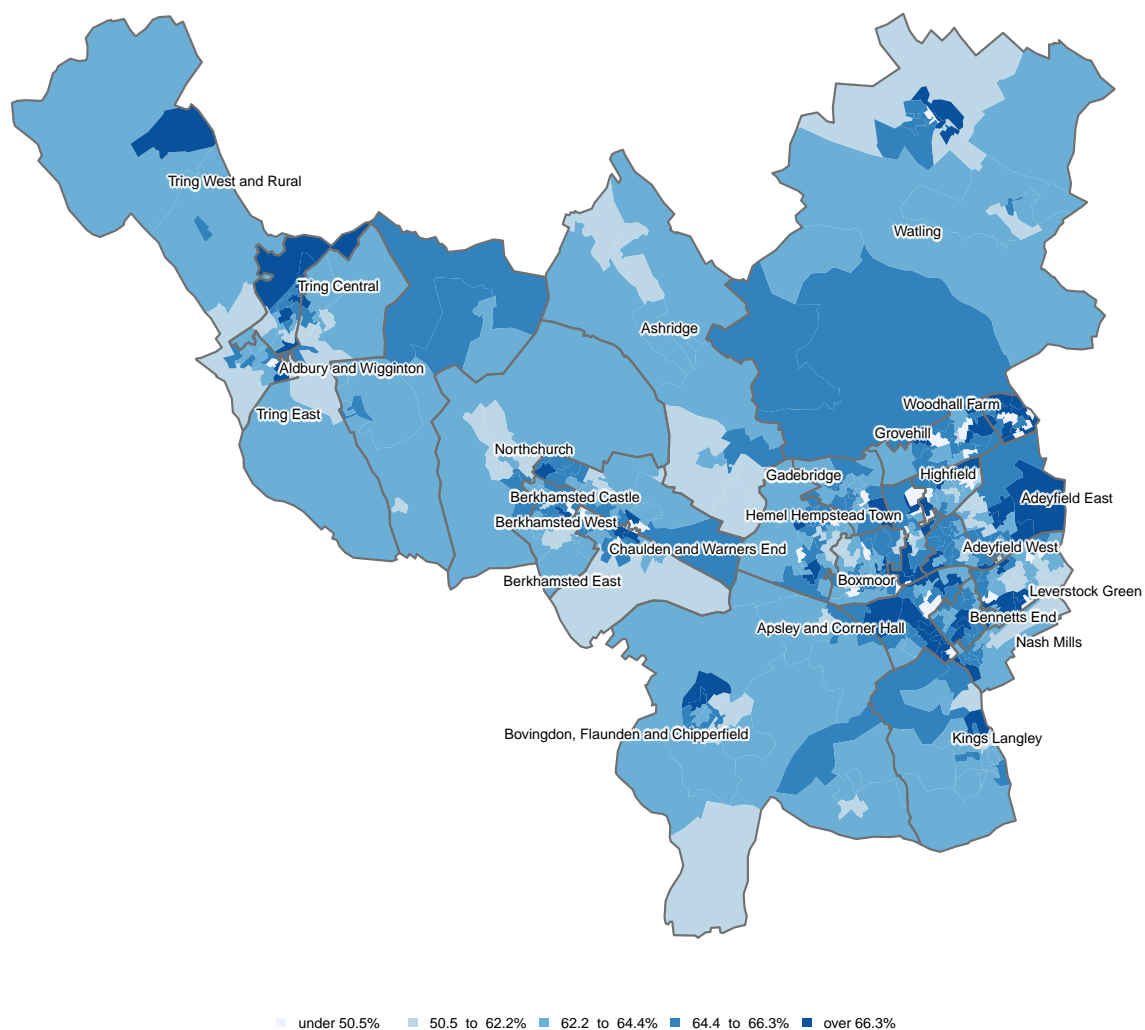 Tring West and Rural
Watling
Tring Central
Ashridge
Aldbury and Wigginton
Woodhall Farm
Tring East
Grovehill
Northchurch
Gadebridge
Highfield
Berkhamsted Castle
Adeyfield East
Hemel Hempstead Town
Berkhamsted West
Chaulden and Warners End
Adeyfield West
Berkhamsted East
Boxmoor
Leverstock Green
Bennetts End
Apsley and Corner Hall
Nash Mills
Bovingdon, Flaunden and Chipperfield
Kings Langley
under 50.5% 50.5 to 62.2% 62.2 to 64.4% 64.4 to 66.3% over 66.3%